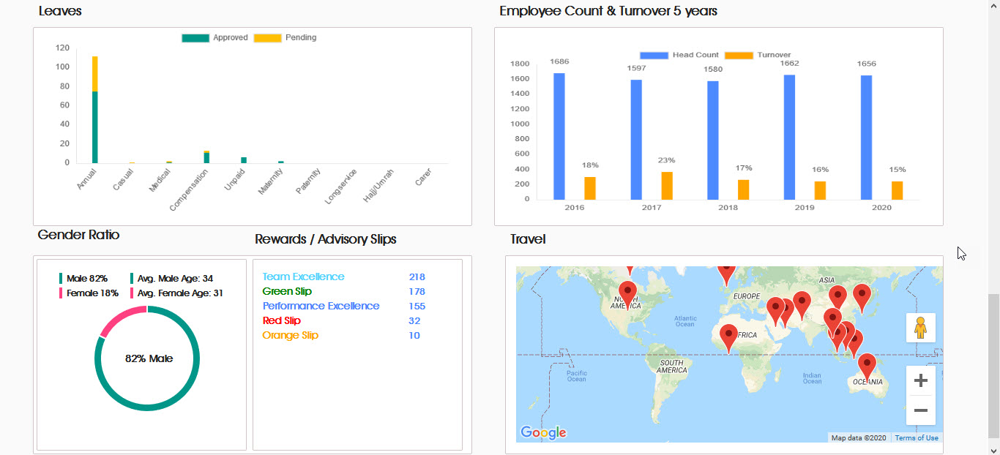 Leaves
Employee Count & Turnover 5 years
Approved Pending
120
100
80
60
40
20
0
Annual Casual Medical Compensation Unpaid Maternity Paternity Longservice Hajj/Umrah Carer
Head Count Turnover
1800
1600
1400
1200
1000
800
600
400
200
0
1686 1597 1580 1662 1656
18% 23% 17% 16% 15%
2016 2017 2018 2019 2020
Gender Ratio
Male 82% Avg. Male Age: 34
Female 18% Avg. Female Age: 31
82% Male
Rewards / Advisory Slips
Team Excellence 218
Green Slip 178
Performance Excellence 155
Red Slip 32
Orange Slip 10
Travel
ASIA
EUROPE
AMERICA
Atlantic
Ocean
SOUTH
AMERICA
Pacific
Ocean
Indian
Ocean
OCEANIA
Google
Map data ©2020 Terms of Use